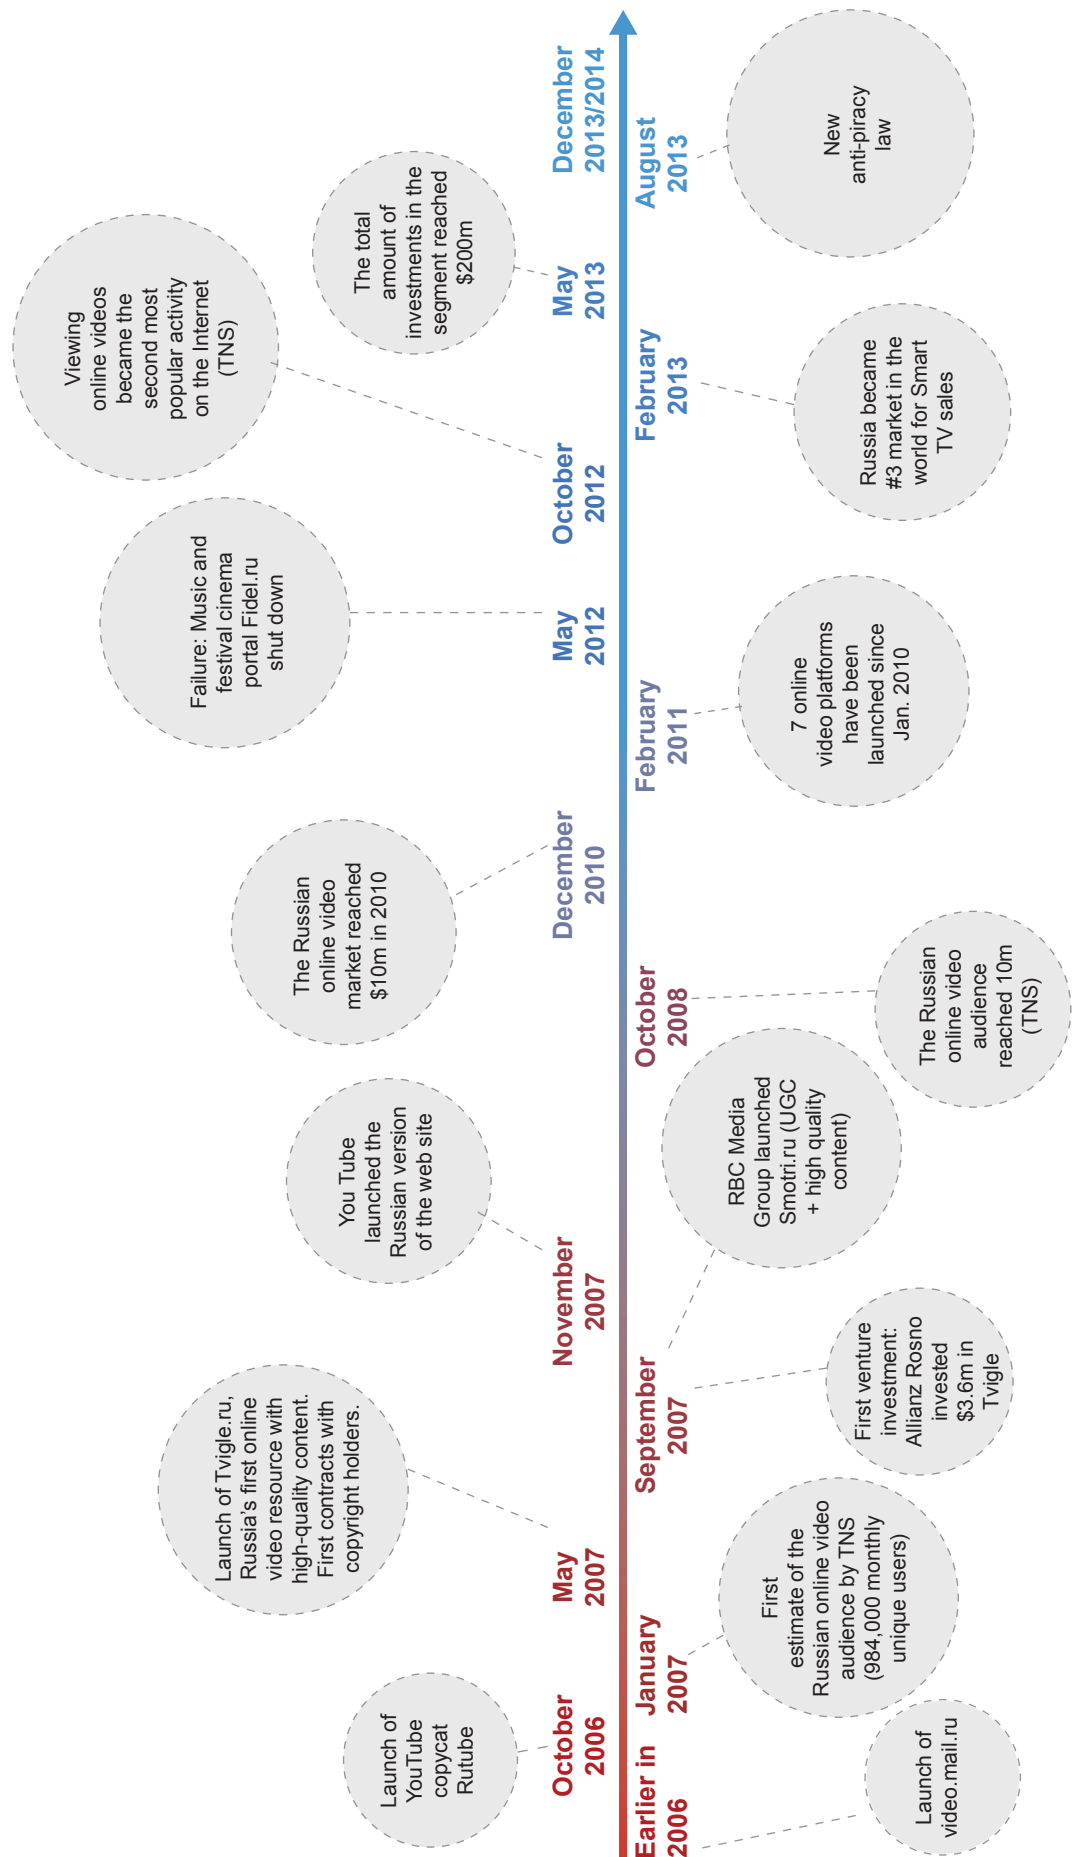 Earlier in
2006
Launch of
video.mail.ru
October
2006
Launch of
YouTube
copycat
Rutube
January
2007
First
estimate of the
Russian online video
audience by TNS
(984,000 monthly
unique users)
May
2007
Launch of Tvigle.ru,
Russia's first online
video resource with
high-quality content.
First contracts with
copyright holders.
September
2007
First venture
investment:
Allianz Rosno
invested
$3.6m in
Tvigle
RBC Media
Group launched
Smotri.ru (UGC
+ high quality
content)
November
2007
You Tube
launched the
Russian version
of the web site
October
2008
The Russian
online video
audience
reached 10m
(TNS)
December
2010
The Russian
online video
market reached
$10m in 2010
February
2011
7 online
video platforms
have been
launched since
Jan. 2010
May
2012
Failure: Music and
festival cinema
portal Fidel.ru
shut down
October
2012
Viewing
online videos
became the
second most
popular activity
on the Internet
(TNS)
February
2013
Russia became
#3 market in the
world for Smart
TV sales
May
2013
The total
amount of
investments in the
segment reached
$200m
August
2013
New
anti-piracy
law
December
2013/2014